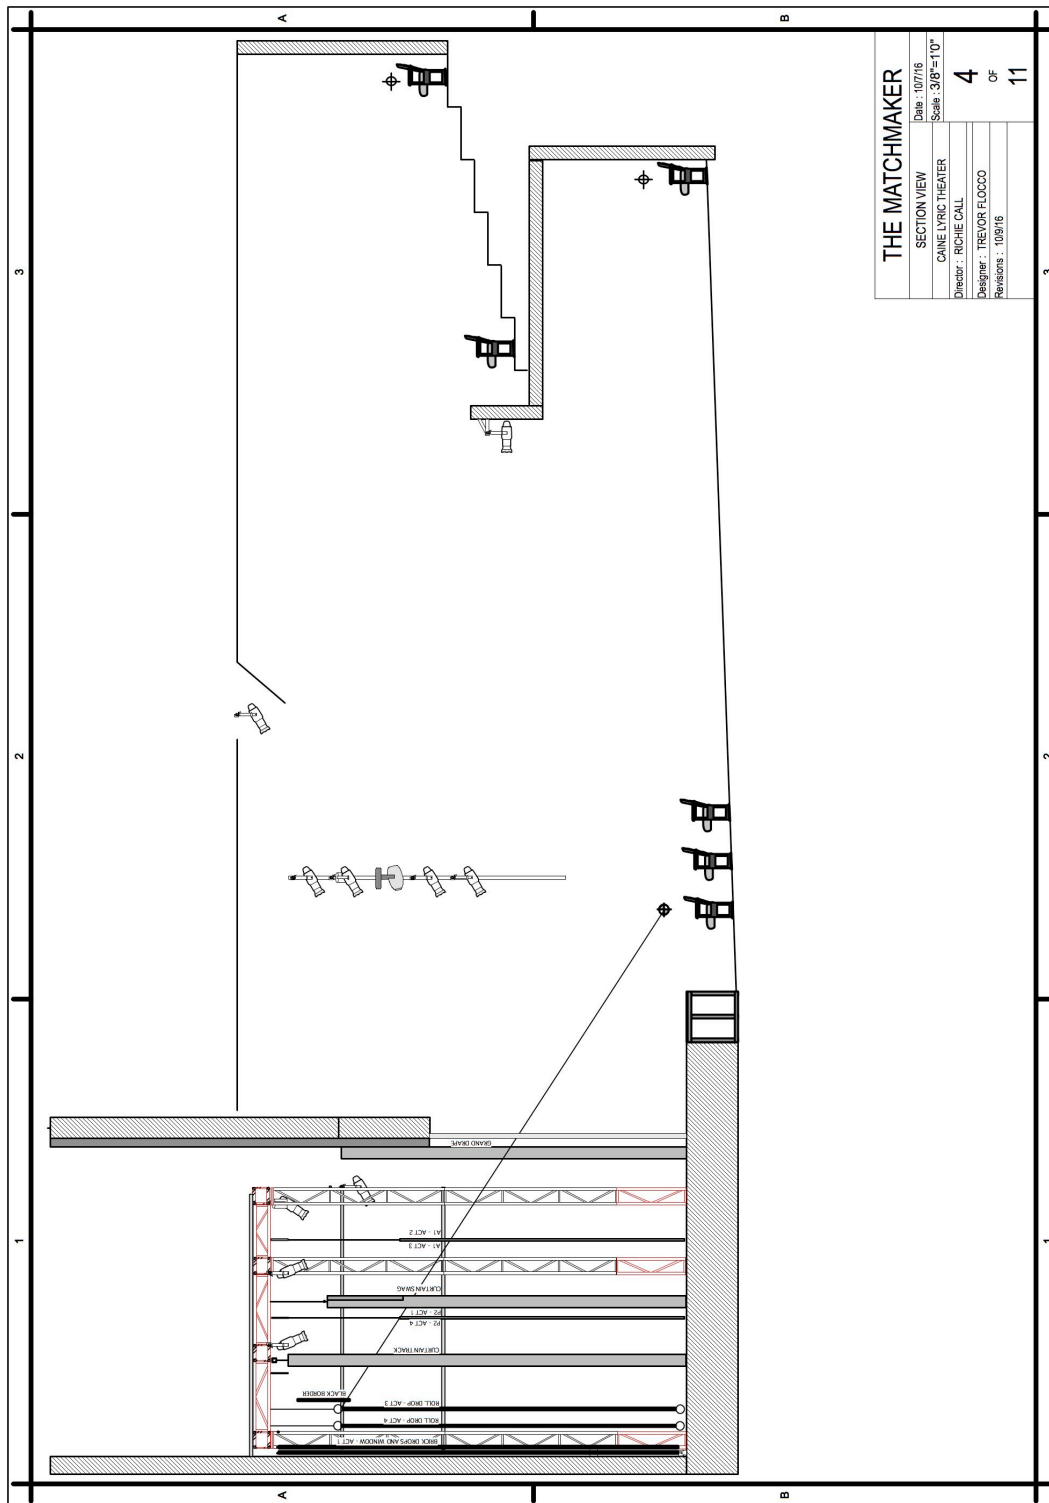 THE MATCHMAKER
SECTION VIEW
Date : 10/7/16
CAINE LYRIC THEATER
Scale : 3/8"=1'0"
Director : RICHIE CALL
4
Designer : TREVOR FLOCCO
OF
Revisions : 10/9/16
11
A
B
3
3
2
2
1
1
A
B
GRAND DRAPE
A1 - ACT 2
A1 - ACT 3
CURTAIN SWAG
P2 - ACT 1
P2 - ACT 4
CURTAIN TRACK
BLACK BORDER
ROLL DROP - ACT 3
ROLL DROP - ACT 4
BRICK DROPS AND WINDOW - ACT 1